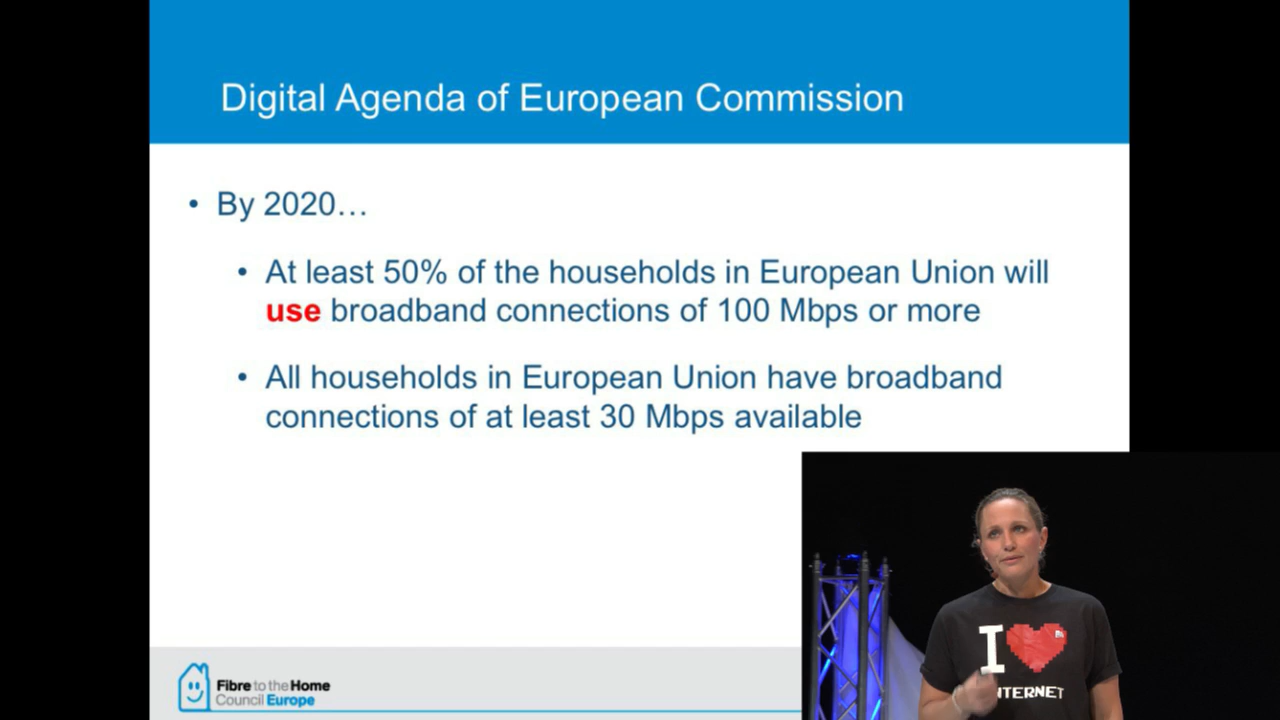 Digital Agenda of European Commission
• By 2020…
• At least 50% of the households in European Union will
use broadband connections of 100 Mbps or more
• All households in European Union have broadband
connections of at least 30 Mbps available
Fibre to the Home
Council Europe
I
NTERNET